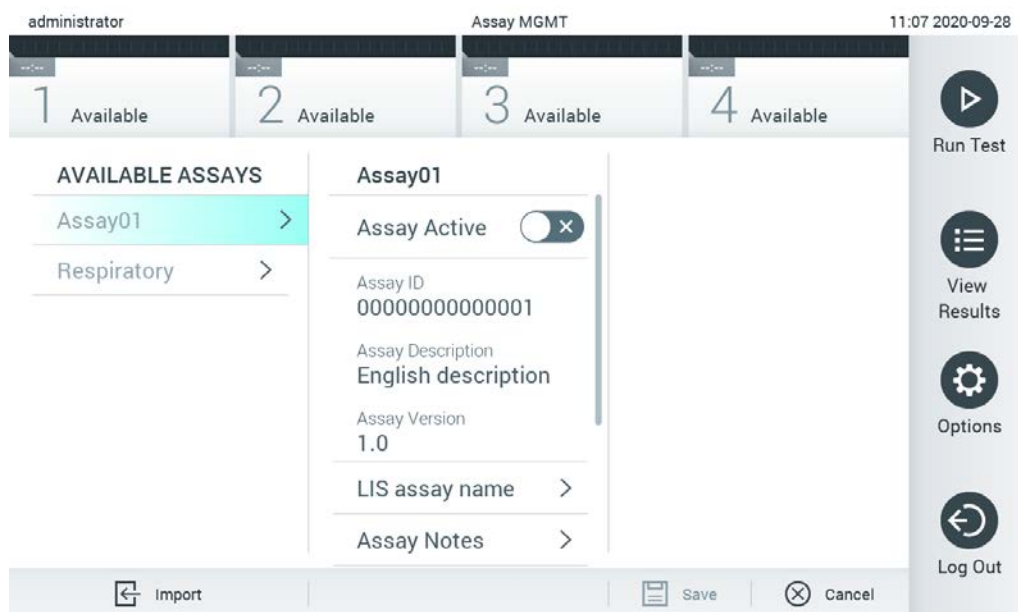 administrator
Assay MGMT
11:07 2020-09-28
--:--
--:--
--:--
--:--
1 Available
2 Available
3 Available
4 Available
AVAILABLE ASSAYS
Assay01
Respiratory
Assay01
Assay Active
Assay ID
00000000000001
Assay Description
English description
Assay Version
1.0
LIS assay name
Assay Notes
Run Test
View
Results
Options
Log Out
Import
Save
Cancel